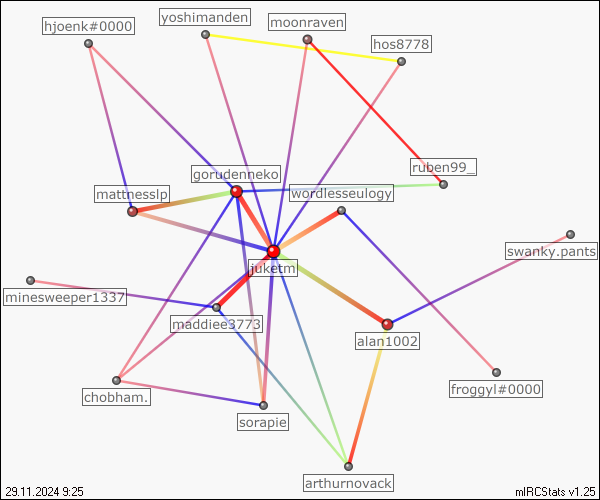 yoshimanden
moonraven
hjoenk#0000
hos8778
ruben99_
gorudenneko
mattnesslp
wordlesseulogy
swanky.pants
juketm
minesweeper1337
maddiee3773
alan1002
froggyl#0000
chobham.
sorapie
arthurnovack
29.11.2024 9:25
mIRCStats v1.25